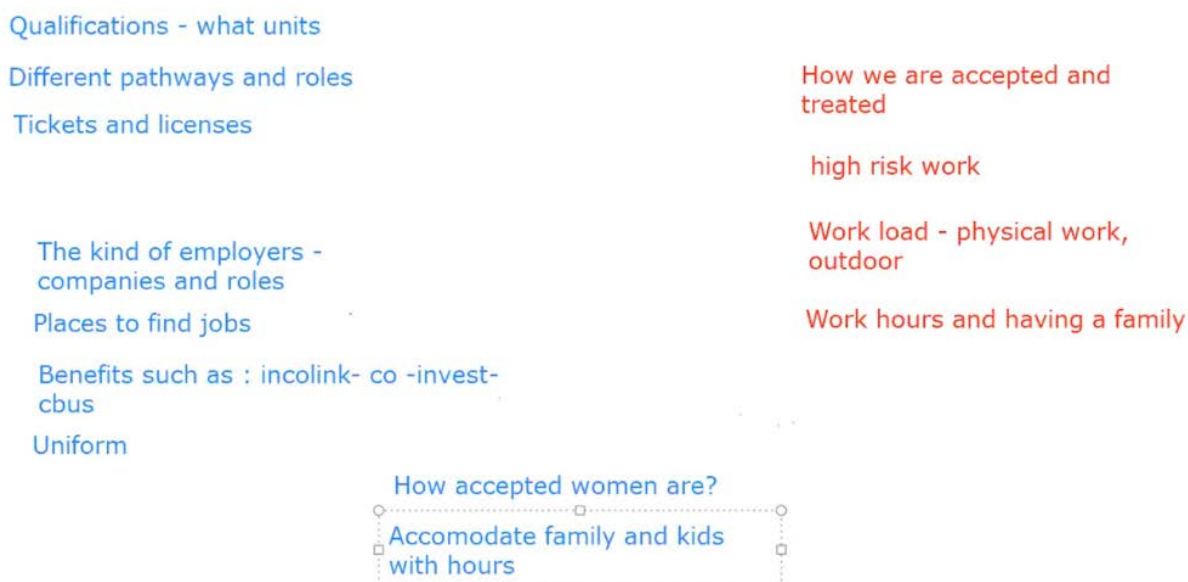 Qualifications - what units
Different pathways and roles
Tickets and licenses
The kind of employers -
companies and roles
Places to find jobs
Benefits such as : incolink- co -invest-
cbus
Uniform
How accepted women are?
Accomodate family and kids
with hours
How we are accepted and
treated
high risk work
Work load - physical work,
outdoor
Work hours and having a family